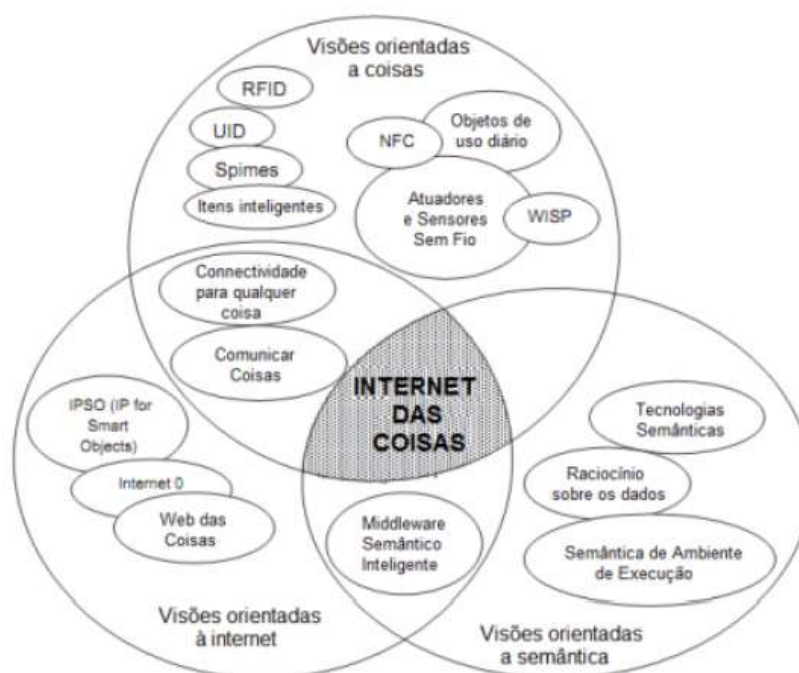 Visões orientadas
a coisas
RFID
UID
Spimes
Itens inteligentes
NFC
Objetos de
uso diário
Atuadores
e Sensores
Sem Fio
WISP
Connectividade
para qualquer
coisa
Comunicar
Coisas
INTERNET
DAS
COISAS
IPSO (IP for
Smart
Objects)
Internet 0
Web das
Coisas
Middleware
Semântico
Inteligente
Tecnologias
Semânticas
Raciocínio
sobre os dados
Semântica de Ambiente
de Execução
Visões orientadas
à internet
Visões orientadas
a semântica